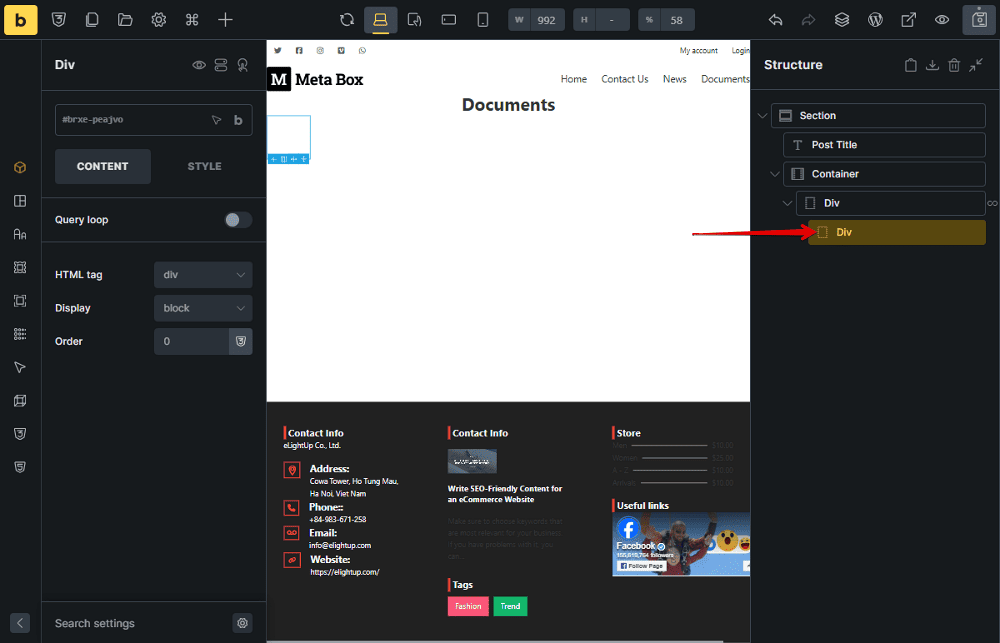 b
W 992
H -
% 58
Div
#brxe-peajvo
b
CONTENT
STYLE
Query loop
HTML tag
div
Display
block
Order
0
Search settings
My account
Login
M Meta Box
Home
Contact Us
News
Documents
Documents
Contact Info
eLightUp Co., Ltd.
Address:
Cowa Tower, Ho Tung Mau,
Ha Noi, Viet Nam
Phone::
+84-983-671-258
Email:
info@elightup.com
Website:
https://elightup.com/
Contact Info
Write SEO-Friendly Content for
an eCommerce Website
Make sure to choose keywords that
are most relevant for your business.
If you have problems with it, you
can...
Tags
Fashion
Trend
Store
Men $10.00
Women $25.00
A - Z $10.00
$10.00
Useful links
Facebook
followers
Follow Page
Structure
Section
T Post Title
Container
Div
Div